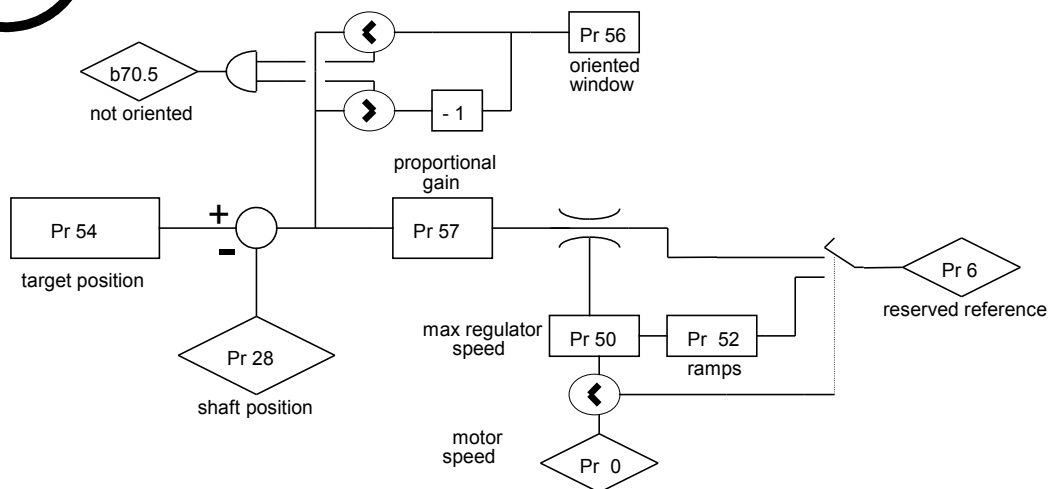 Pr 56
oriented
window
b70.5
not oriented
- 1
proportional
gain
+
Pr 54
Pr 57
-
target position
Pr 6
reserved reference
Pr 28
shaft position
max regulator
speed
Pr 50
Pr 52
ramps
<
>
<
motor
speed
Pr 0